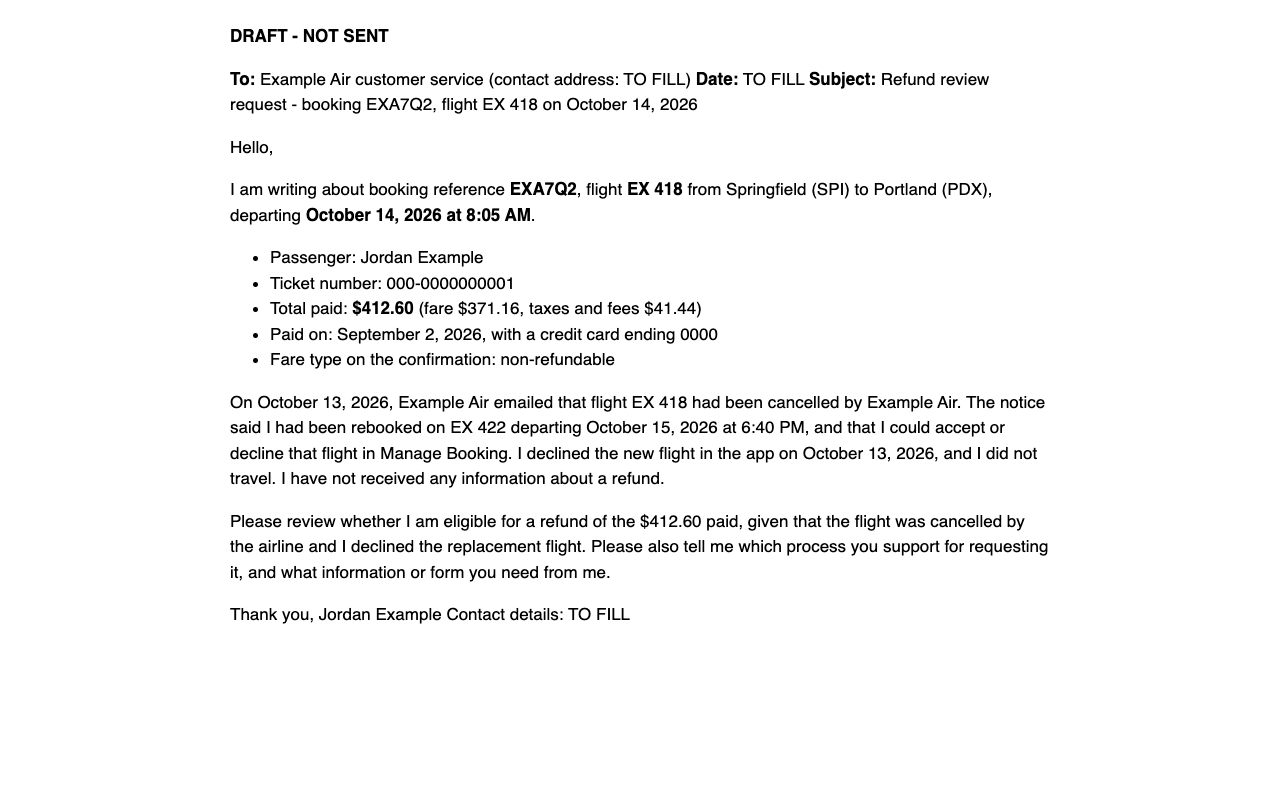 DRAFT - NOT SENT
To: Example Air customer service (contact address: TO FILL) Date: TO FILL Subject: Refund review
request - booking EXA7Q2, flight EX 418 on October 14, 2026
Hello,
I am writing about booking reference EXA7Q2, flight EX 418 from Springfield (SPI) to Portland (PDX),
departing October 14, 2026 at 8:05 AM.
• Passenger: Jordan Example
• Ticket number: 000-0000000001
• Total paid: $412.60 (fare $371.16, taxes and fees $41.44)
• Paid on: September 2, 2026, with a credit card ending 0000
• Fare type on the confirmation: non-refundable
On October 13, 2026, Example Air emailed that flight EX 418 had been cancelled by Example Air. The notice
said I had been rebooked on EX 422 departing October 15, 2026 at 6:40 PM, and that I could accept or
decline that flight in Manage Booking. I declined the new flight in the app on October 13, 2026, and I did not
travel. I have not received any information about a refund.
Please review whether I am eligible for a refund of the $412.60 paid, given that the flight was cancelled by
the airline and I declined the replacement flight. Please also tell me which process you support for requesting
it, and what information or form you need from me.
Thank you, Jordan Example Contact details: TO FILL